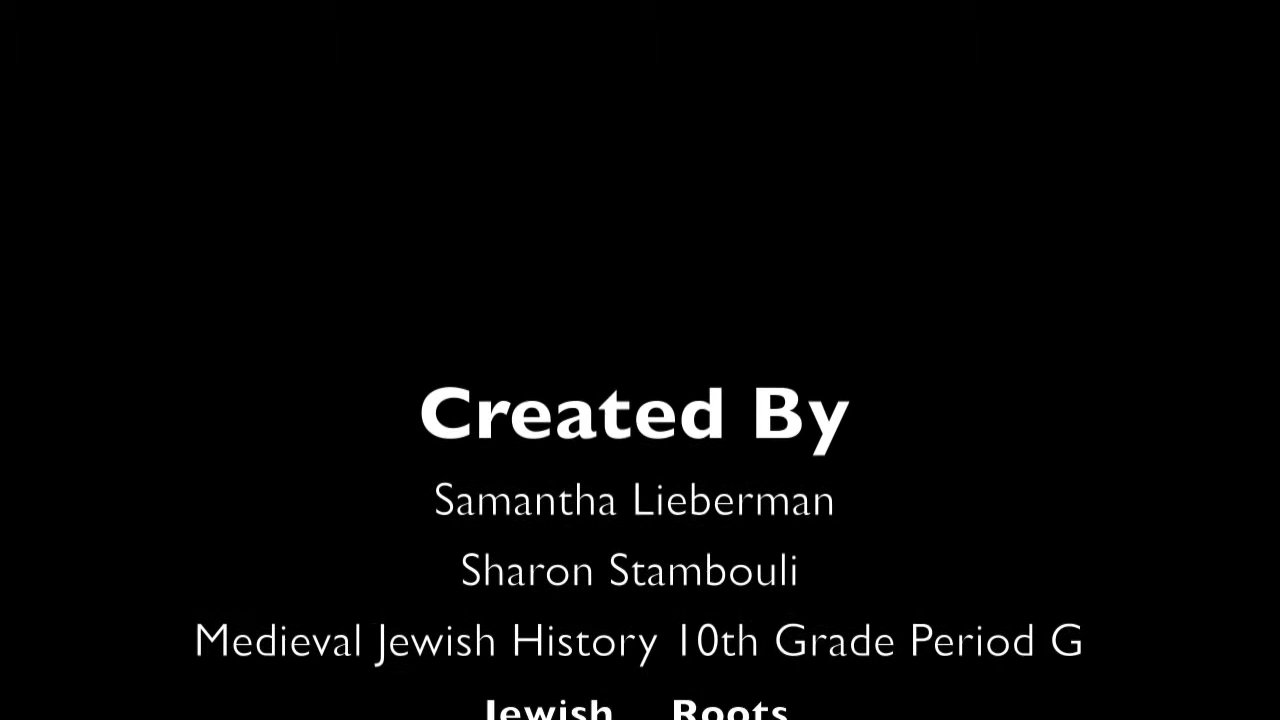 Created By
Samantha Lieberman
Sharon Stambouli
Medieval Jewish History 10th Grade Period G
Jewish Roots